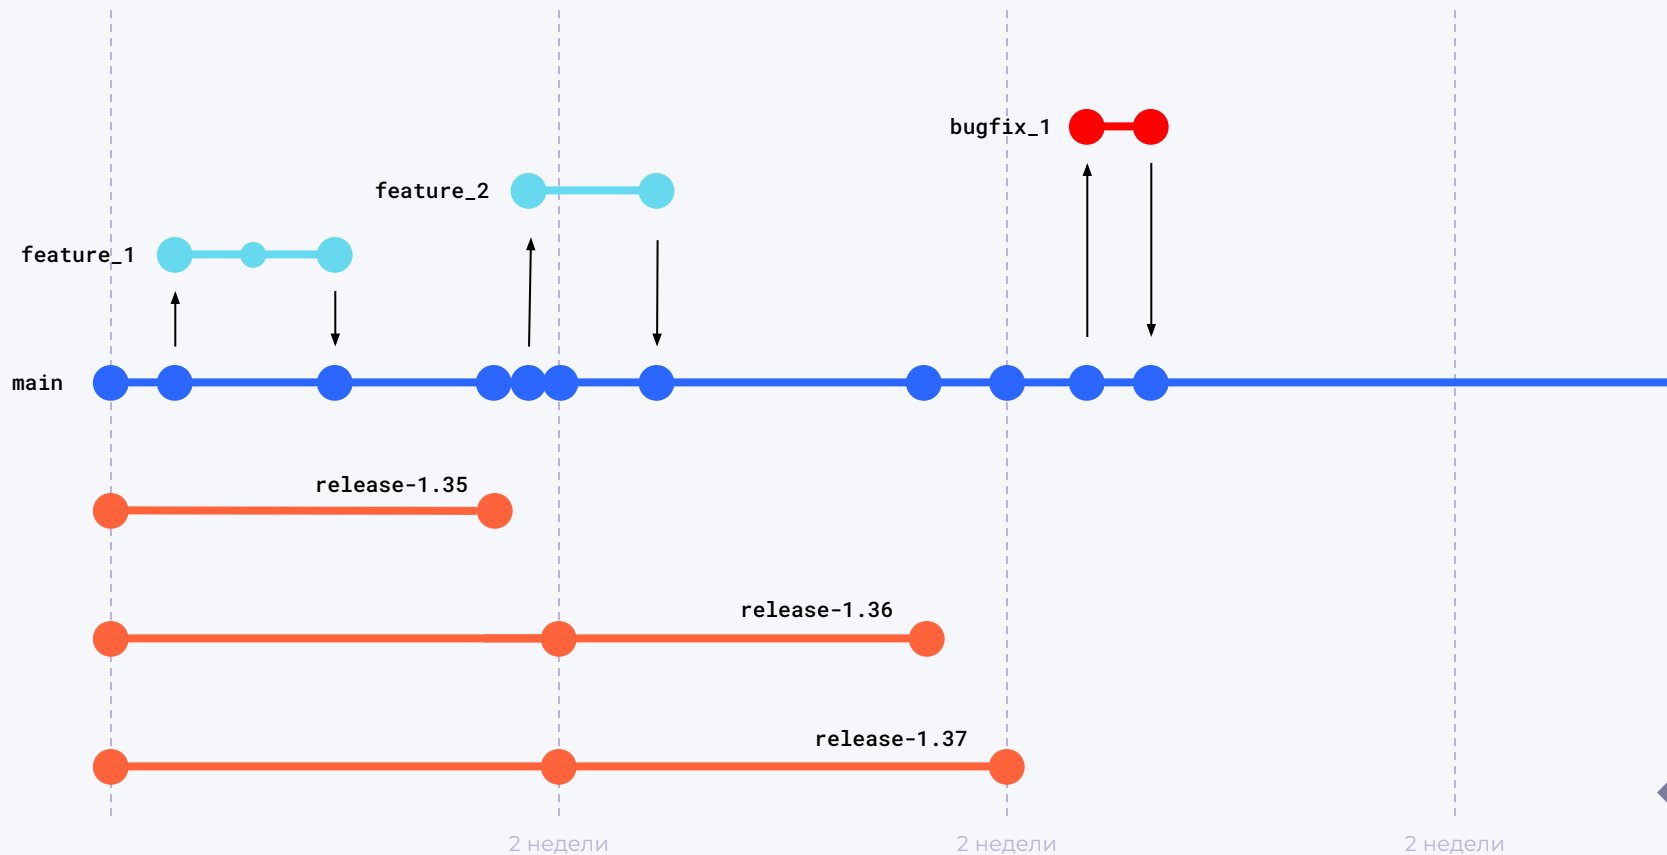 bugfix_1
feature_2
feature_1
main
release-1.35
release-1.36
release-1.37
2 недели
2 недели
2 недели